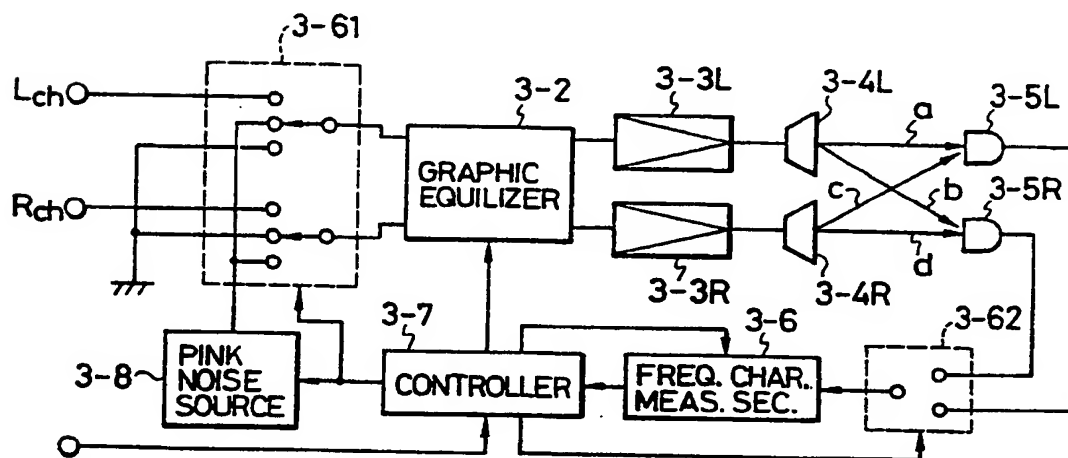 3-61
Lch
3-2
3-3L
3-4L
3-5L
a
GRAPHIC
EQUILIZER
c
b
3-5R
Rch
d
3-3R
3-4R
3-7
3-6
3-62
3-8
PINK
NOISE
SOURCE
CONTROLLER
FREQ. CHAR.
MEAS. SEC.